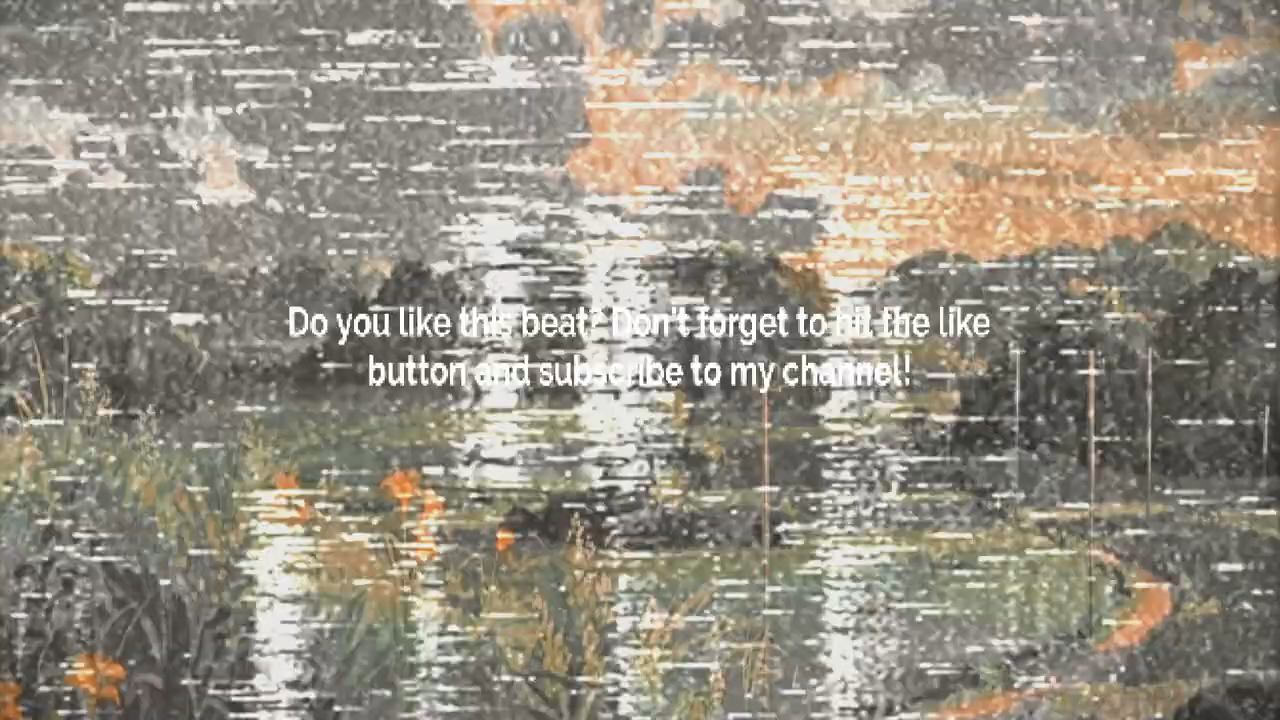 Do you like this beat? Don't forget to hit the like
button and subscribe to my channel!